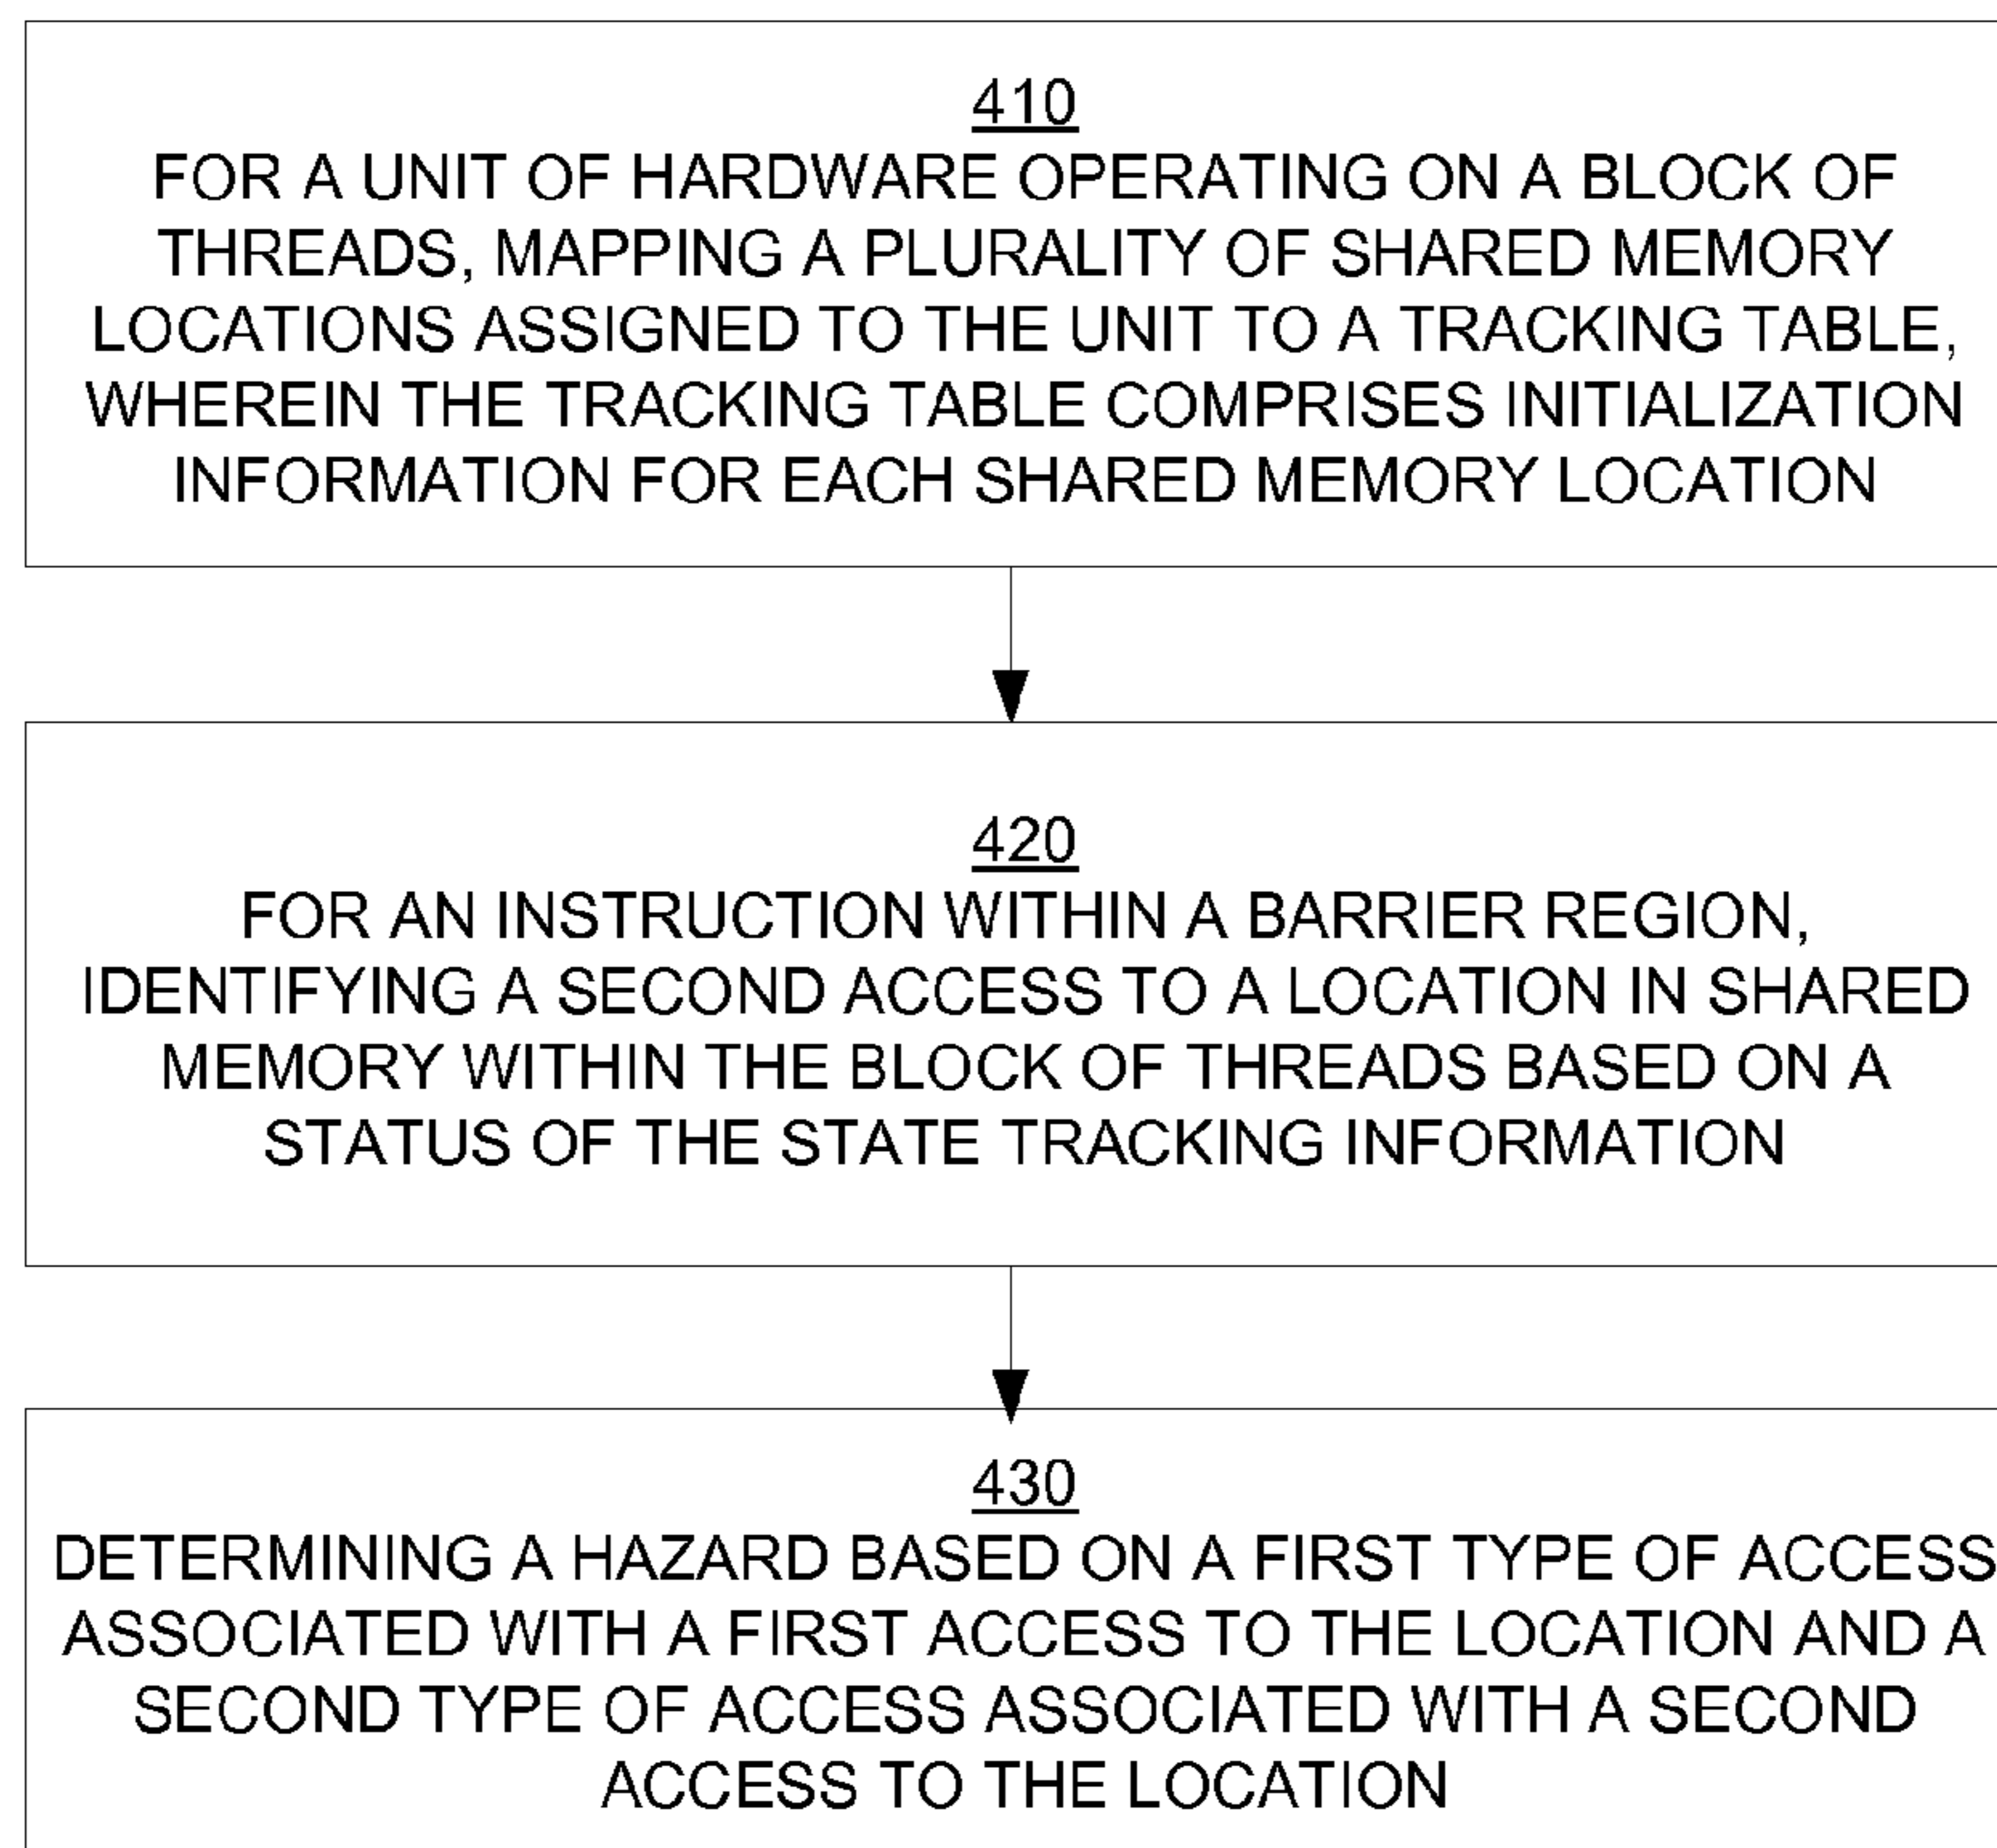 410
FOR A UNIT OF HARDWARE OPERATING ON A BLOCK OF
THREADS, MAPPING A PLURALITY OF SHARED MEMORY
LOCATIONS ASSIGNED TO THE UNIT TO A TRACKING TABLE,
WHEREIN THE TRACKING TABLE COMPRISES INITIALIZATION
INFORMATION FOR EACH SHARED MEMORY LOCATION
420
FOR AN INSTRUCTION WITHIN A BARRIER REGION,
IDENTIFYING A SECOND ACCESS TO A LOCATION IN SHARED
MEMORY WITHIN THE BLOCK OF THREADS BASED ON A
STATUS OF THE STATE TRACKING INFORMATION
430
DETERMINING A HAZARD BASED ON A FIRST TYPE OF ACCESS
ASSOCIATED WITH A FIRST ACCESS TO THE LOCATION AND A
SECOND TYPE OF ACCESS ASSOCIATED WITH A SECOND
ACCESS TO THE LOCATION